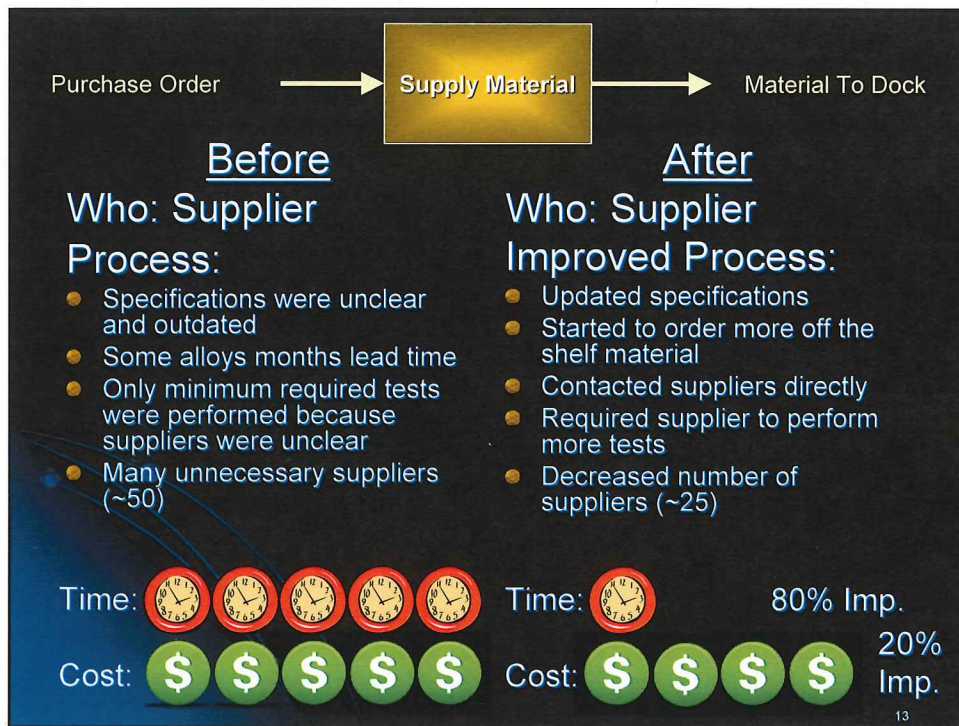 Purchase Order
Supply Material
Material To Dock
Before
Who: Supplier
Process:
Specifications were unclear
and outdated
Some alloys months lead time
Only minimum required tests
were performed because
suppliers were unclear
Many unnecessary suppliers
(~50)
Time:
Cost: $ $ $ $ $
After
Who: Supplier
Improved Process:
Updated specifications
Started to order more off the
shelf material
Contacted suppliers directly
Required supplier to perform
more tests
Decreased number of
suppliers (~25)
Time: 80% Imp.
Cost: $ $ $ $ 20%
Imp.
13